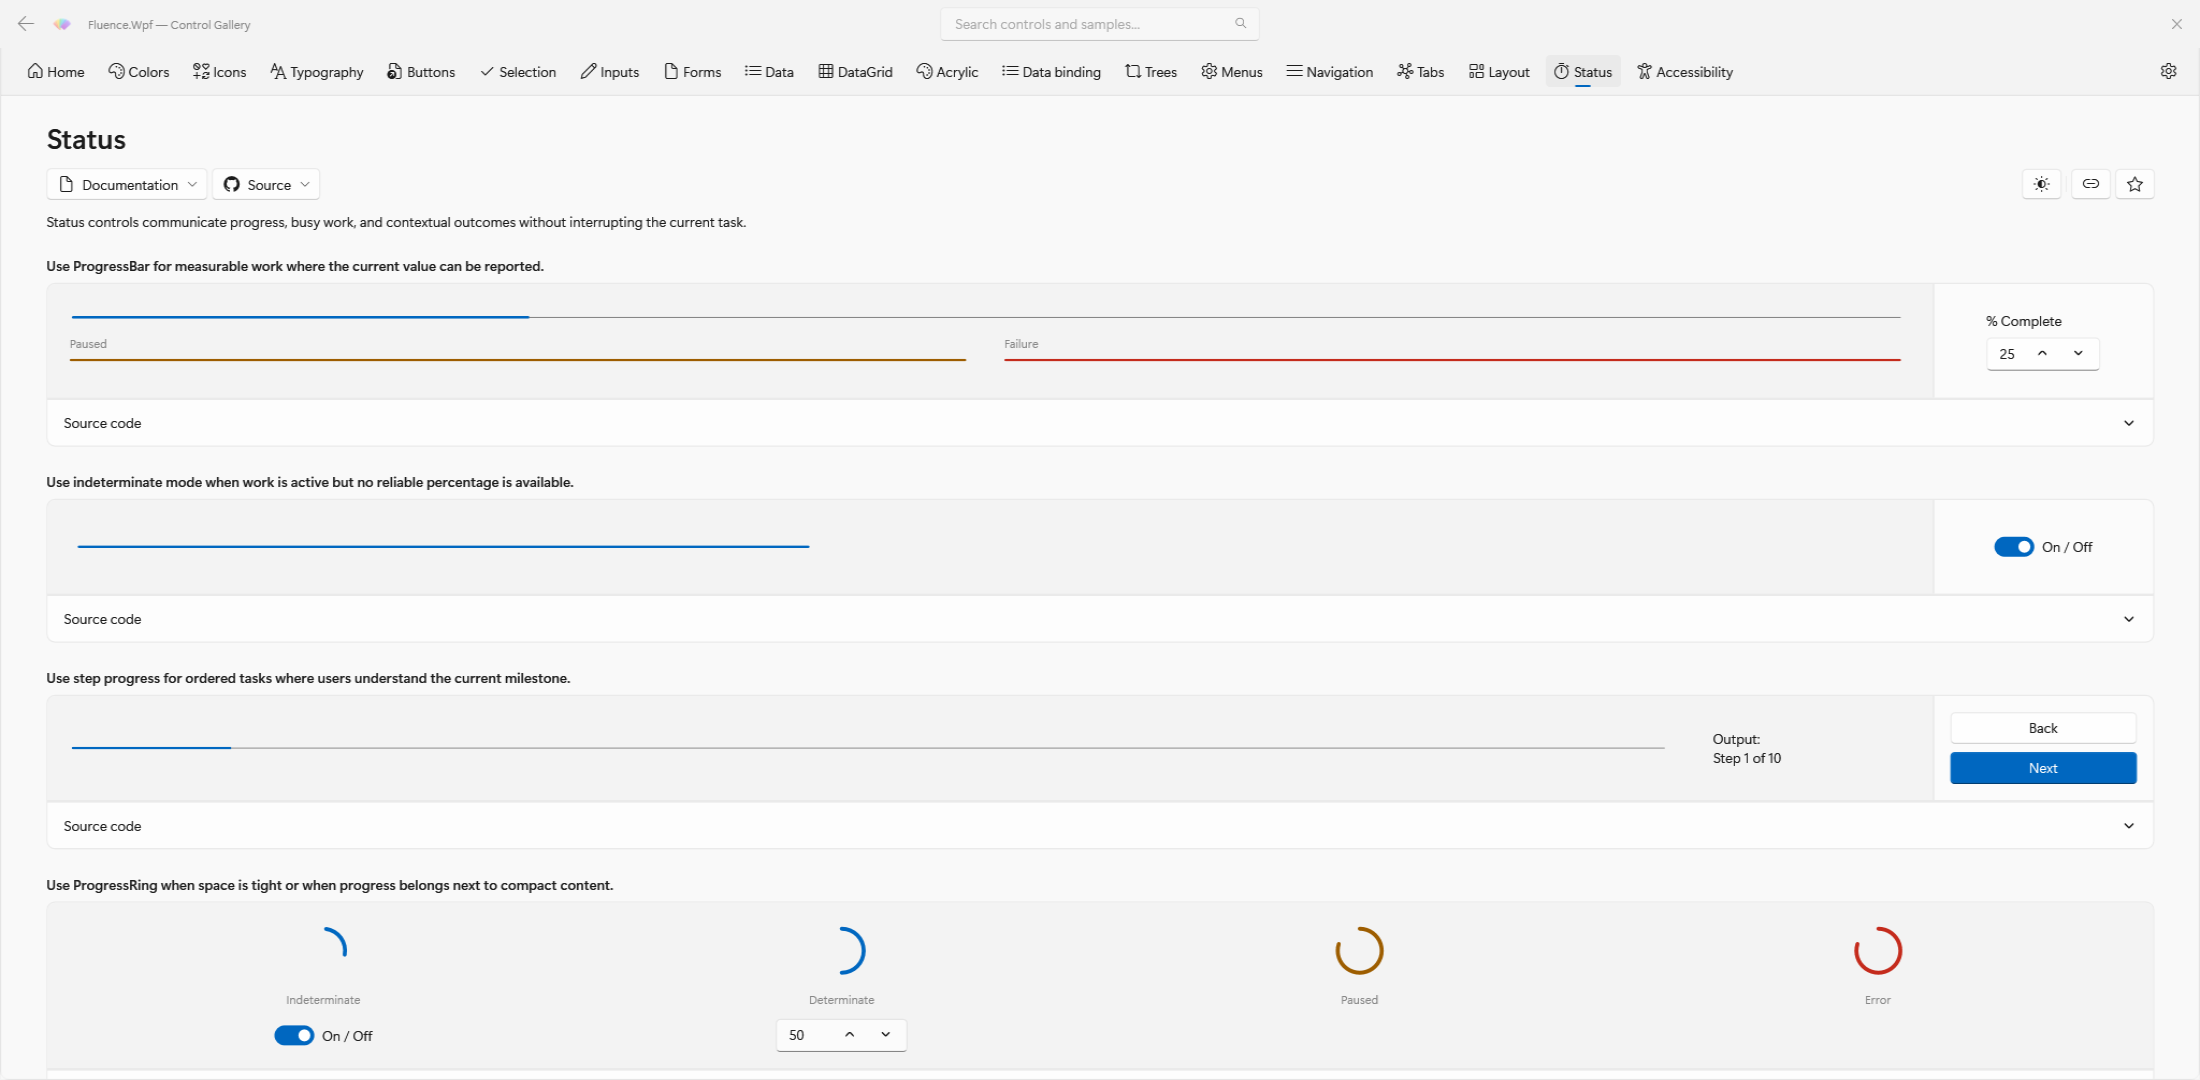 Fluence.Wpf — Control Gallery
Search controls and samples...
Home Colors Icons Typography Buttons Selection Inputs Forms Data DataGrid Acrylic Data binding Trees Menus Navigation Tabs Layout Status Accessibility
Status
Documentation Source
Status controls communicate progress, busy work, and contextual outcomes without interrupting the current task.
Use ProgressBar for measurable work where the current value can be reported.
% Complete
Paused Failure
25
Source code
Use indeterminate mode when work is active but no reliable percentage is available.
On / Off
Source code
Use step progress for ordered tasks where users understand the current milestone.
Back
Output:
Step 1 of 10
Next
Source code
Use ProgressRing when space is tight or when progress belongs next to compact content.
Indeterminate Determinate Paused Error
On / Off 50